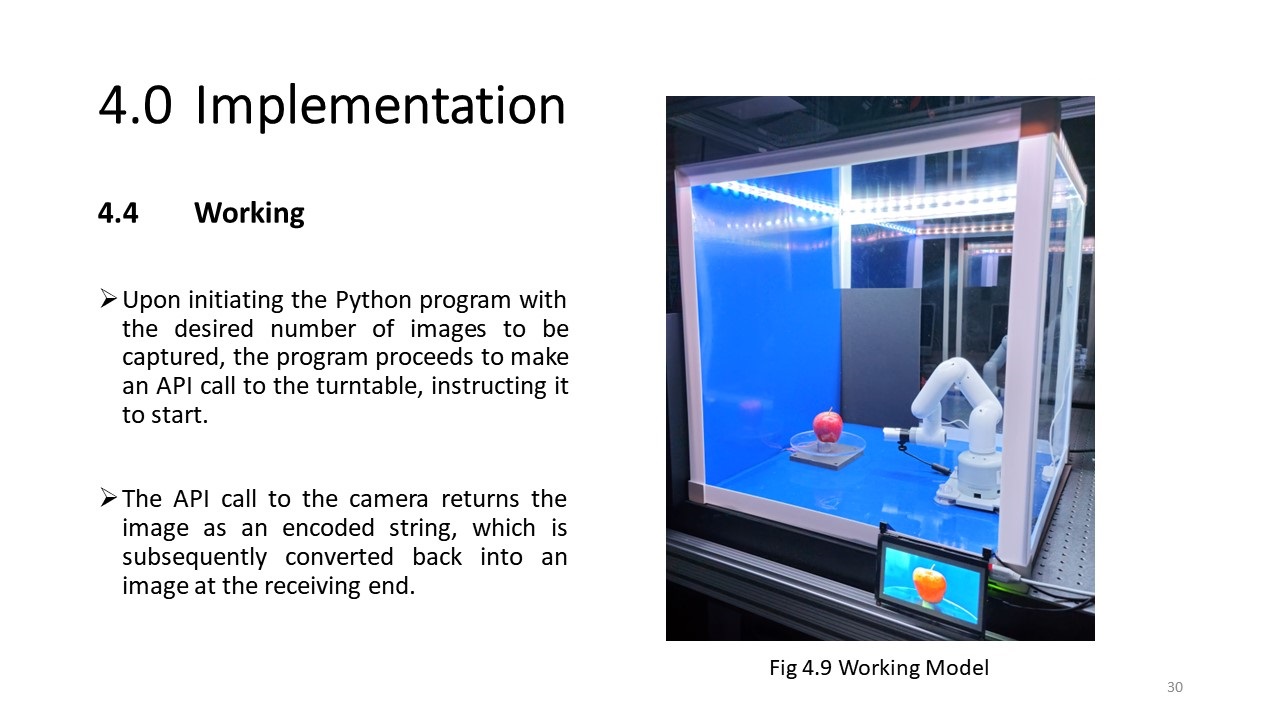 4.0 Implementation
4.4 Working
➢Upon initiating the Python program with
the desired number of images to be
captured, the program proceeds to make
an API call to the turntable, instructing it
to start.
➢The API call to the camera returns the
image as an encoded string, which is
subsequently converted back into an
image at the receiving end.
Fig 4.9 Working Model
30